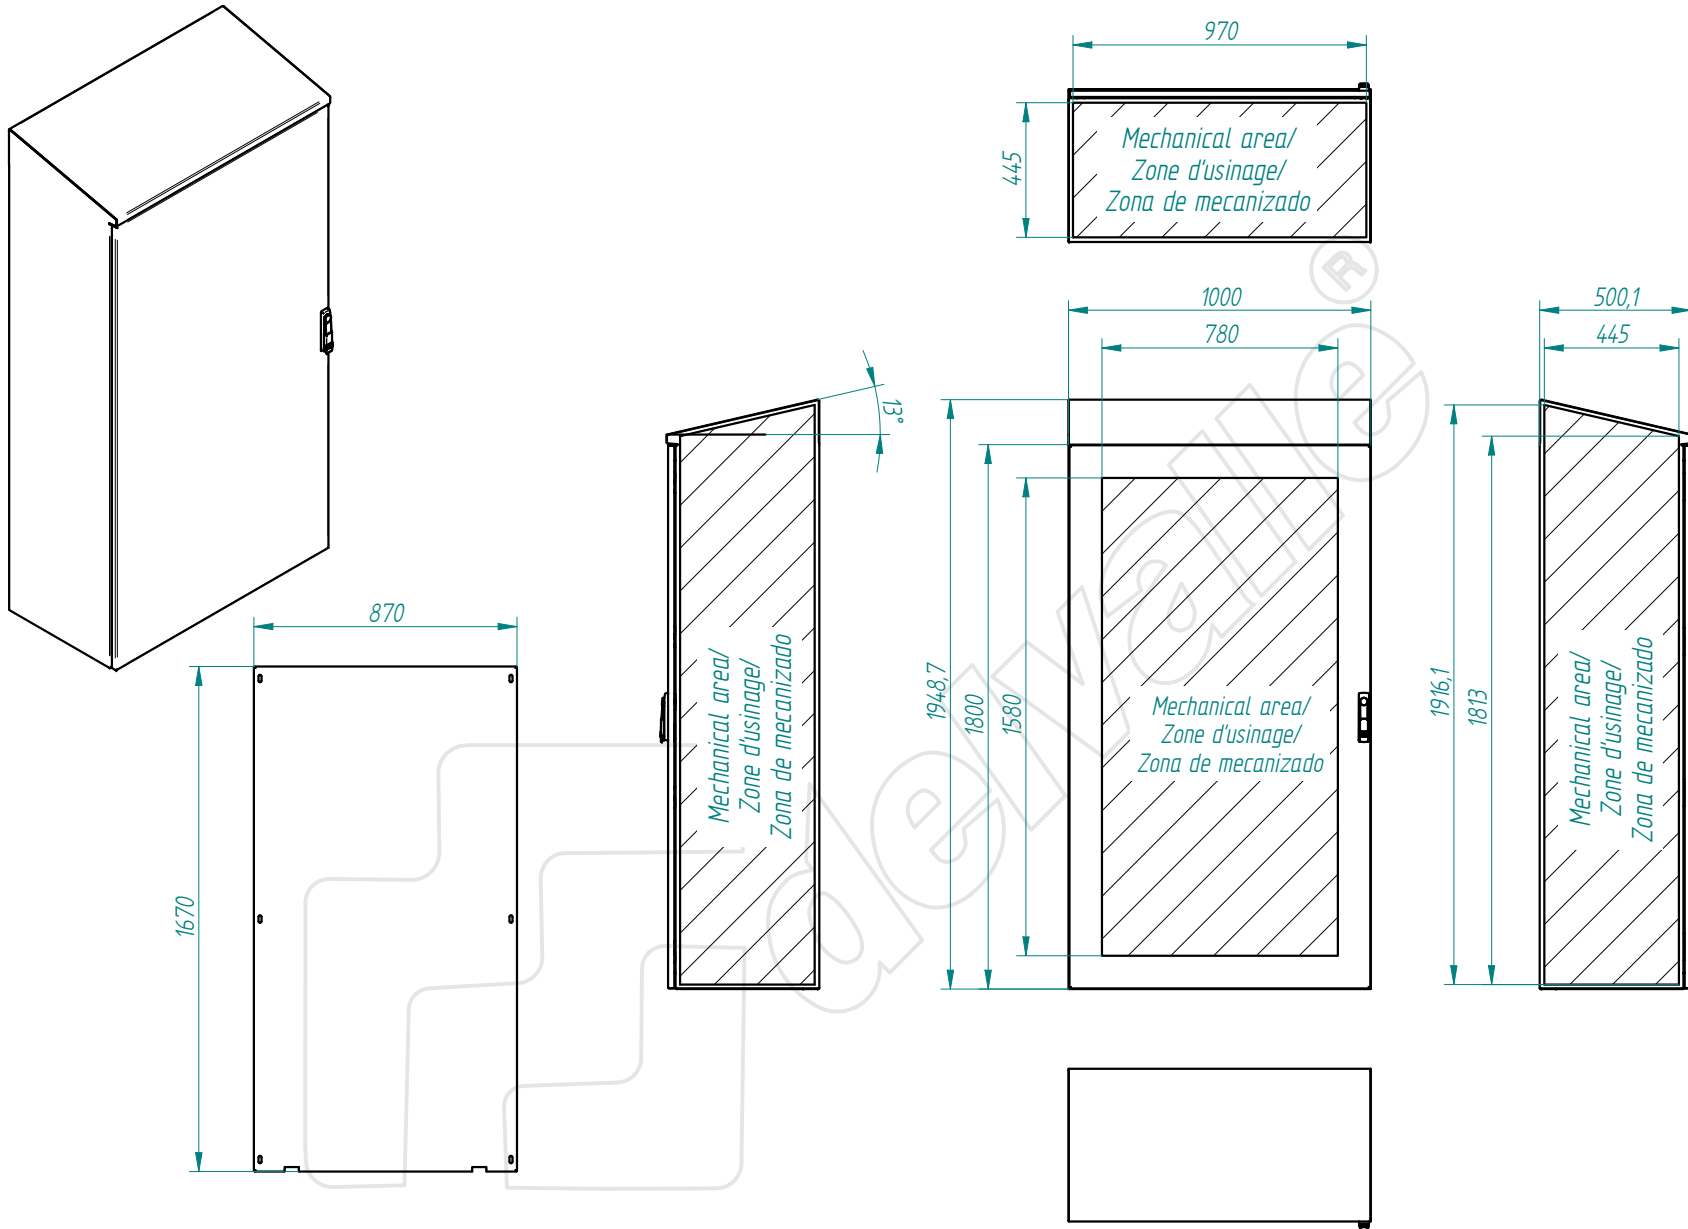 970
445
Mechanical area/
Zone d'usinage/
Zona de mecanizado
1000
780
500,1
445
13°
1948,7
1800
1580
Mechanical area/
Zone d'usinage/
Zona de mecanizado
1916,1
1813
Mechanical area/
Zone d'usinage/
Zona de mecanizado
Mechanical area/
Zone d'usinage/
Zona de mecanizado
870
1670
delvalle®